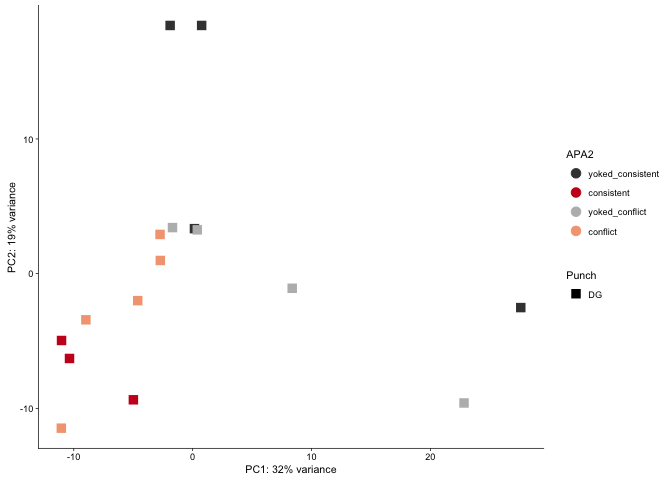 10
0
-10
PC2: 19% variance
-10
0
10
20
PC1: 32% variance
APA2
yoked_consistent
consistent
yoked_conflict
conflict
Punch
DG